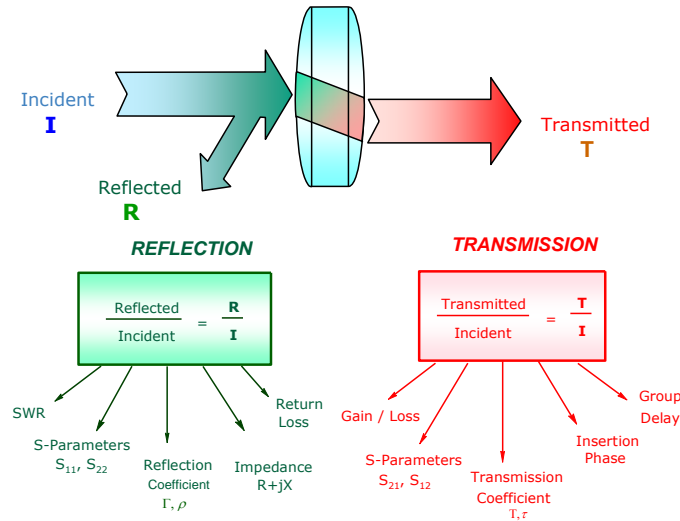 Incident
I
Reflected
R
Transmitted
T
REFLECTION
Reflected
Incident
=
R
I
SWR
S-Parameters
S11, S22
Reflection
Coefficient
Γ, ρ
Impedance
R+jX
Return
Loss
TRANSMISSION
Transmitted
Incident
=
T
I
Gain / Loss
S-Parameters
S21, S12
Transmission
Coefficient
Τ, τ
Insertion
Phase
Group
Delay